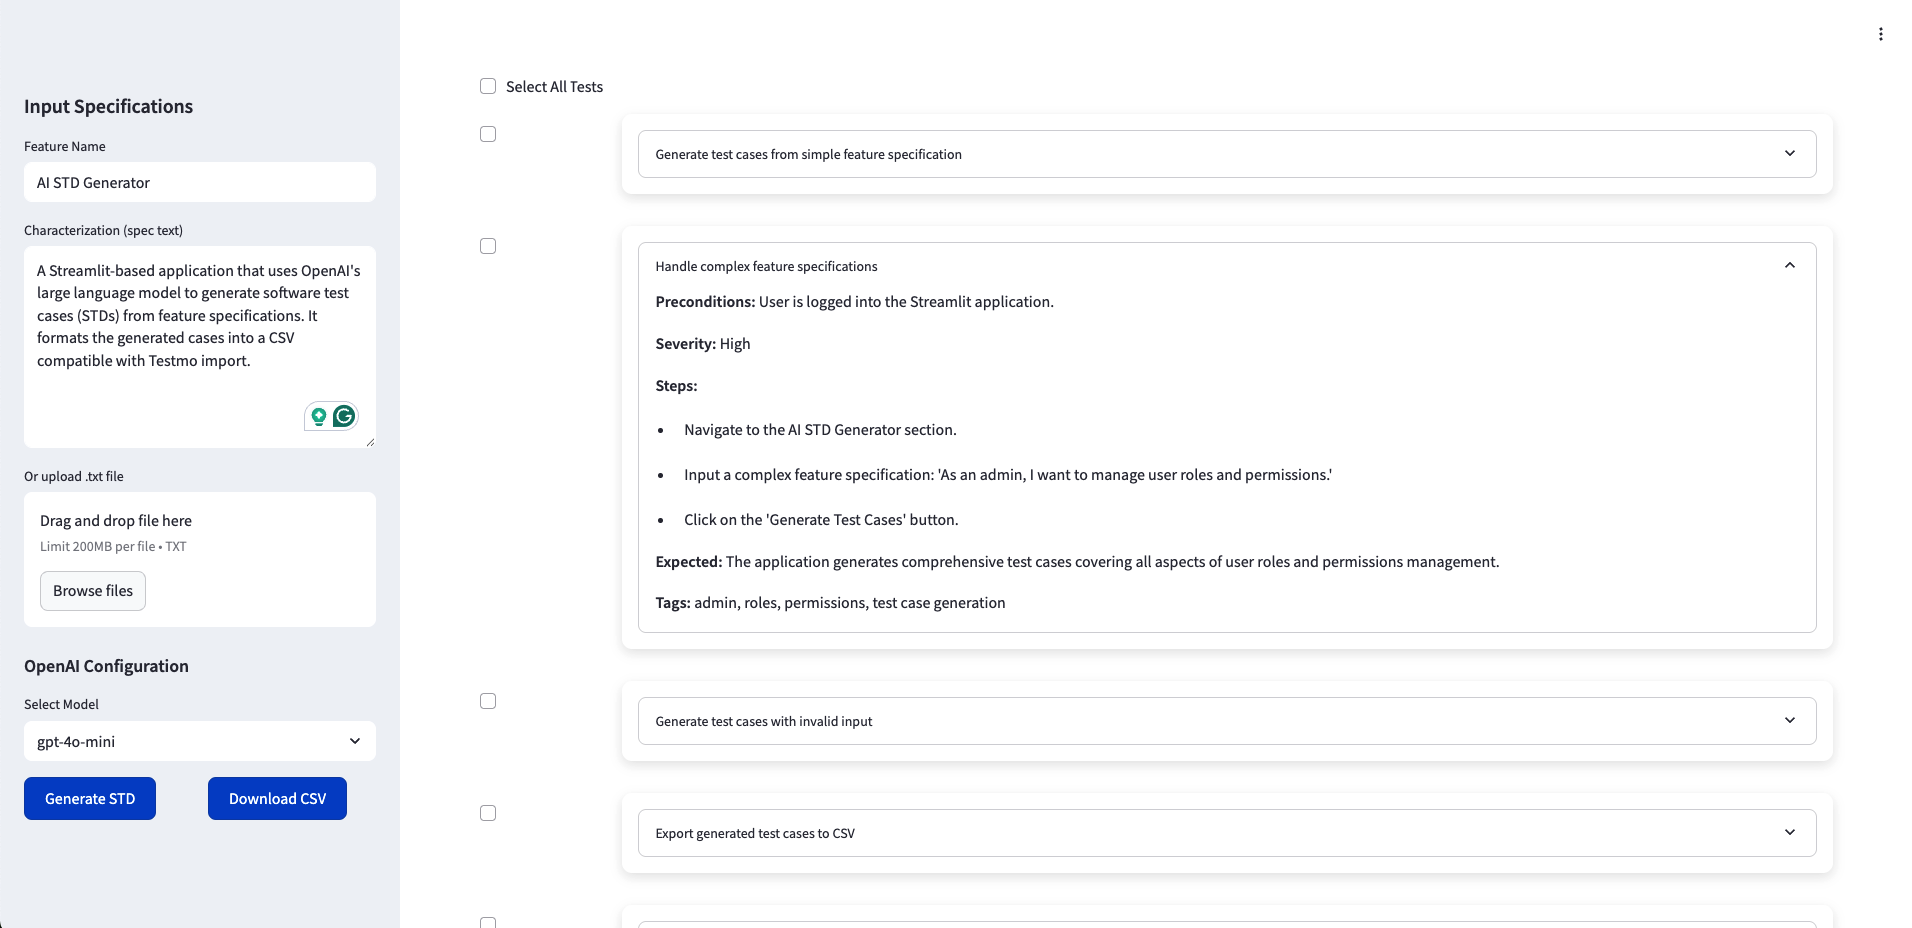 Input Specifications
Feature Name
AI STD Generator
Characterization (spec text)
A Streamlit-based application that uses OpenAI's
large language model to generate software test
cases (STDs) from feature specifications. It
formats the generated cases into a CSV
compatible with Testmo import.
Or upload .txt file
Drag and drop file here
Limit 200MB per file • TXT
Browse files
OpenAI Configuration
Select Model
gpt-4o-mini
Generate STD
Download CSV
Select All Tests
Generate test cases from simple feature specification
Handle complex feature specifications
Preconditions: User is logged into the Streamlit application.
Severity: High
Steps:
• Navigate to the AI STD Generator section.
• Input a complex feature specification: 'As an admin, I want to manage user roles and permissions.'
• Click on the 'Generate Test Cases' button.
Expected: The application generates comprehensive test cases covering all aspects of user roles and permissions management.
Tags: admin, roles, permissions, test case generation
Generate test cases with invalid input
Export generated test cases to CSV